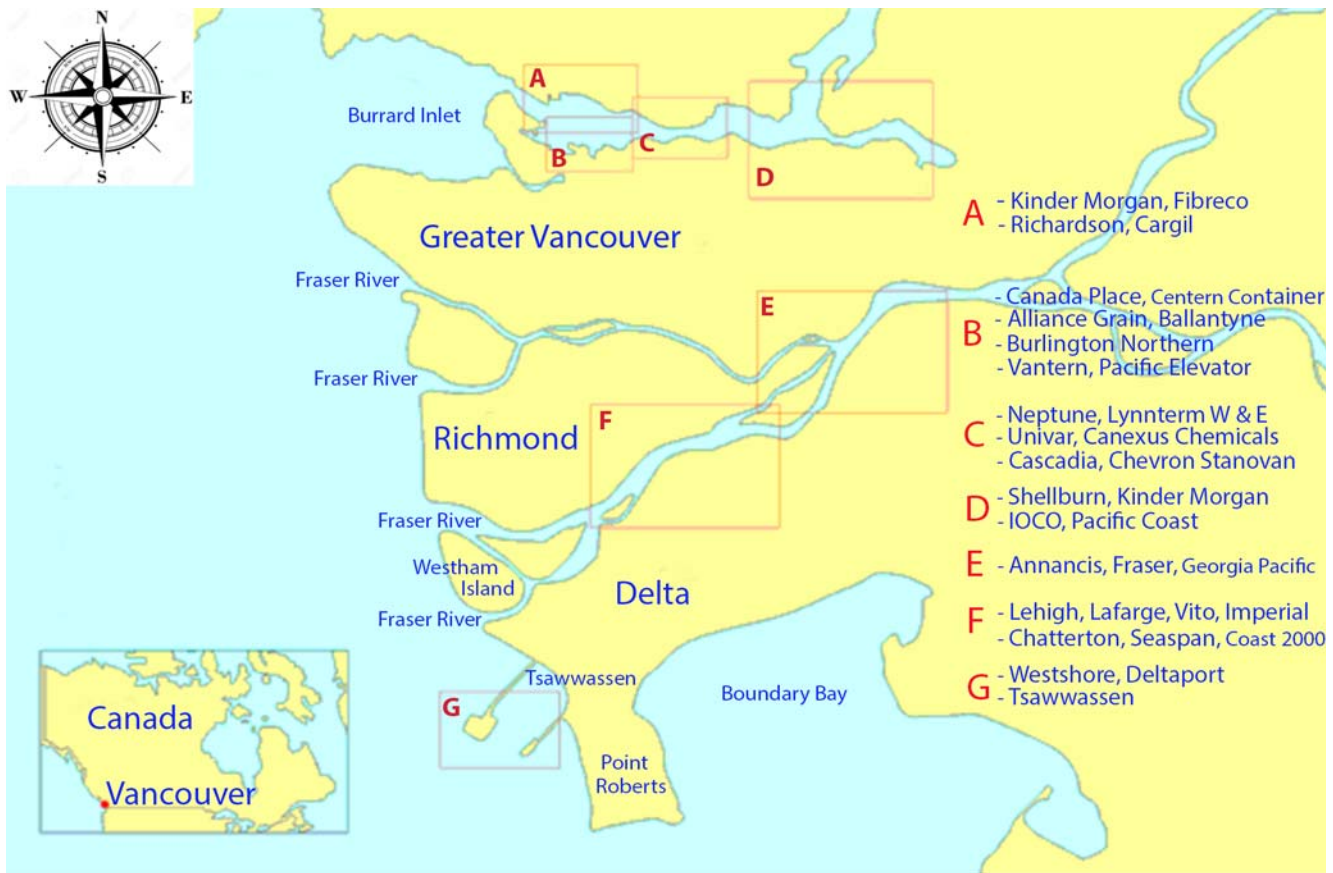 N
W
E
S
Burrard Inlet
A
B
C
D
Greater Vancouver
Fraser River
E
Fraser River
F
Richmond
Fraser River
Westham
Island
Delta
Fraser River
Tsawwassen
G
Boundary Bay
Point
Roberts
Canada
Vancouver
A
- Kinder Morgan, Fibreco
- Richardson, Cargil
B
- Canada Place, Centern Container
- Alliance Grain, Ballantyne
- Burlington Northern
- Vantern, Pacific Elevator
C
- Neptune, Lynnterm W & E
- Univar, Canexus Chemicals
- Cascadia, Chevron Stanovan
D
- Shellburn, Kinder Morgan
- IOCO, Pacific Coast
E
- Annancis, Fraser, Georgia Pacific
F
- Lehigh, Lafarge, Vito, Imperial
- Chatterton, Seaspan, Coast 2000
G
- Westshore, Deltaport
- Tsawwassen